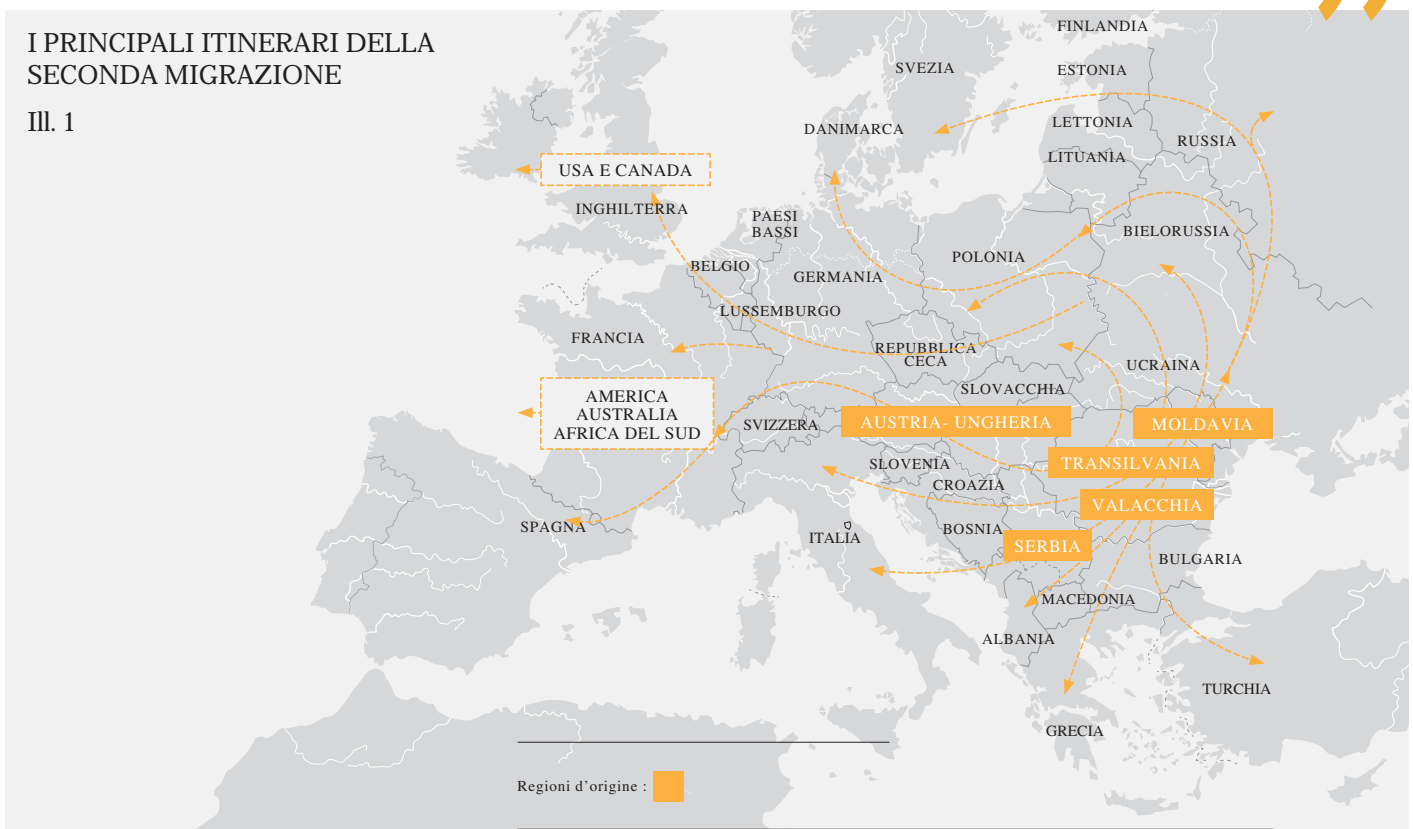 I PRINCIPALI ITINERARI DELLA
SECONDA MIGRAZIONE
Ill. 1
FINLANDIA
SVEZIA
ESTONIA
DANIMARCA
LETTONIA
RUSSIA
LITUANIA
USA E CANADA
INGHILTERRA
PAESI
BASSI
BIELORUSSIA
POLONIA
BELGIO
GERMANIA
LUSSEMBURGO
FRANCIA
REPUBBLICA
CECA
UCRAINA
SLOVACCHIA
AMERICA
AUSTRALIA
AFRICA DEL SUD
SVIZZERA
AUSTRIA- UNGHERIA
MOLDAVIA
SLOVENIA
TRANSILVANIA
CROAZIA
VALACCHIA
SPAGNA
ITALIA
BOSNIA
SERBIA
BULGARIA
MACEDONIA
ALBANIA
TURCHIA
GRECIA
Regioni d’origine :